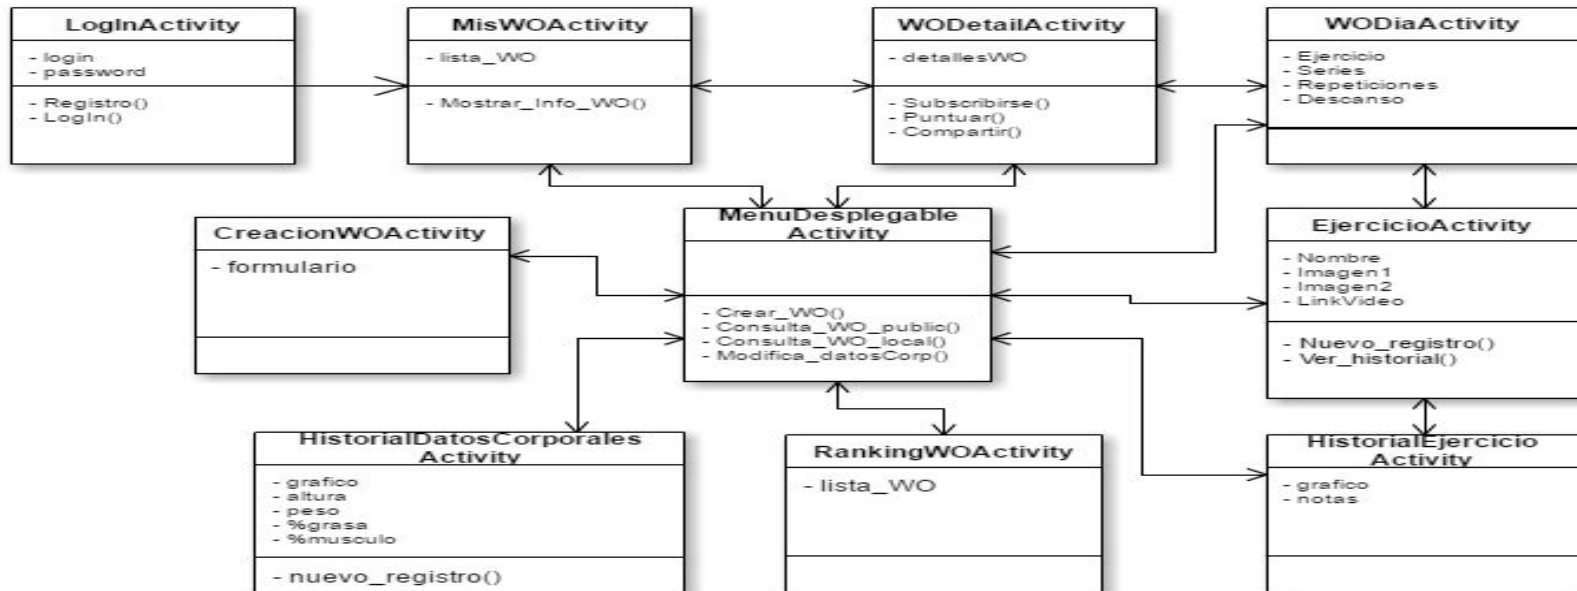 LogInActivity
- login
- password
- Registro()
- LogIn()
MisWOActivity
- lista_WO
- Mostrar_Info_WO()
WODetailActivity
- detallesWO
- Subscribirse()
- Puntuar()
- Compartir()
WODiaActivity
- Ejercicio
- Series
- Repeticiones
- Descanso
CreacionWOActivity
- formulario
MenuDesplegable
Activity
- Crear_WO()
- Consulta_WO_public()
- Consulta_WO_local()
- Modifica_datosCorp()
EjercicioActivity
- Nombre
- Imagen1
- Imagen2
- LinkVideo
- Nuevo_registro()
- Ver_historial()
HistorialDatosCorporales
Activity
- grafico
- altura
- peso
- %grasa
- %musculo
- nuevo_registro()
RankingWOActivity
- lista_WO
HistorialEjercicio
Activity
- grafico
- notas